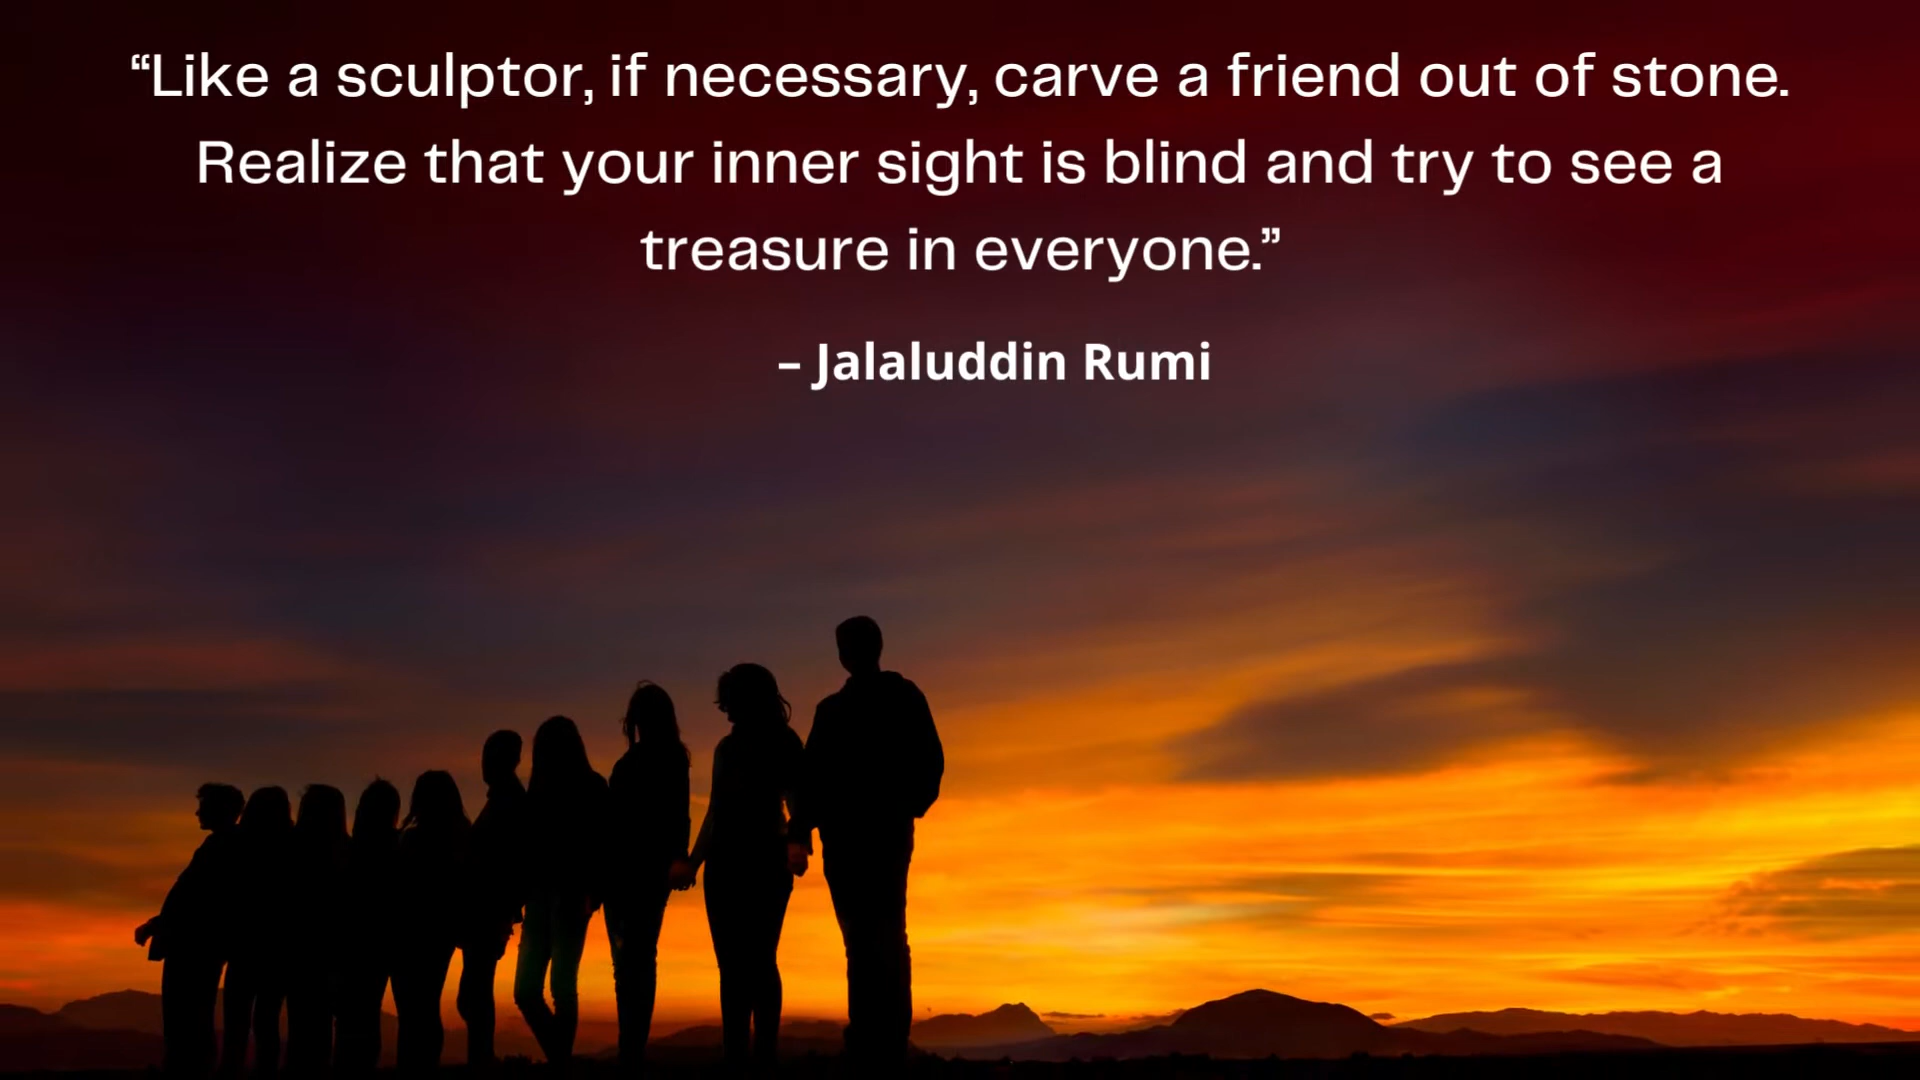 “Like a sculptor, if necessary, carve a friend out of stone.
Realize that your inner sight is blind and try to see a
treasure in everyone.”
– Jalaluddin Rumi